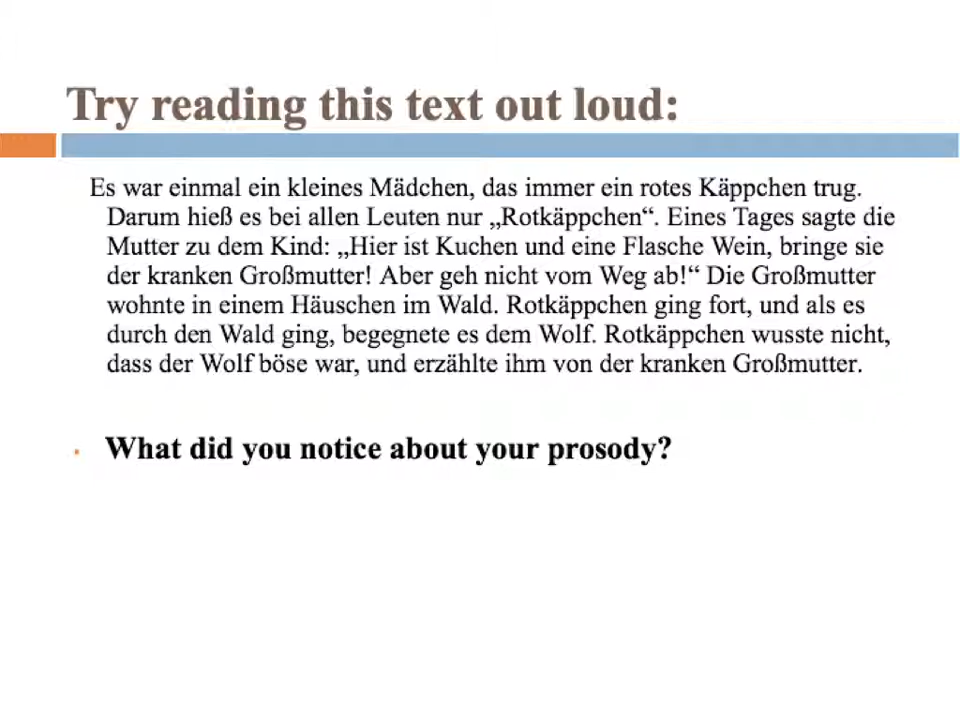 Try reading this text out loud:
Es war einmal ein kleines Mädchen, das immer ein rotes Käppchen trug.
Darum hieß es bei allen Leuten nur „Rotkäppchen“. Eines Tages sagte die
Mutter zu dem Kind: „Hier ist Kuchen und eine Flasche Wein, bringe sie
der kranken Großmutter! Aber geh nicht vom Weg ab!“ Die Großmutter
wohnte in einem Häuschen im Wald. Rotkäppchen ging fort, und als es
durch den Wald ging, begegnete es dem Wolf. Rotkäppchen wusste nicht,
dass der Wolf böse war, und erzählte ihm von der kranken Großmutter.
▪ What did you notice about your prosody?